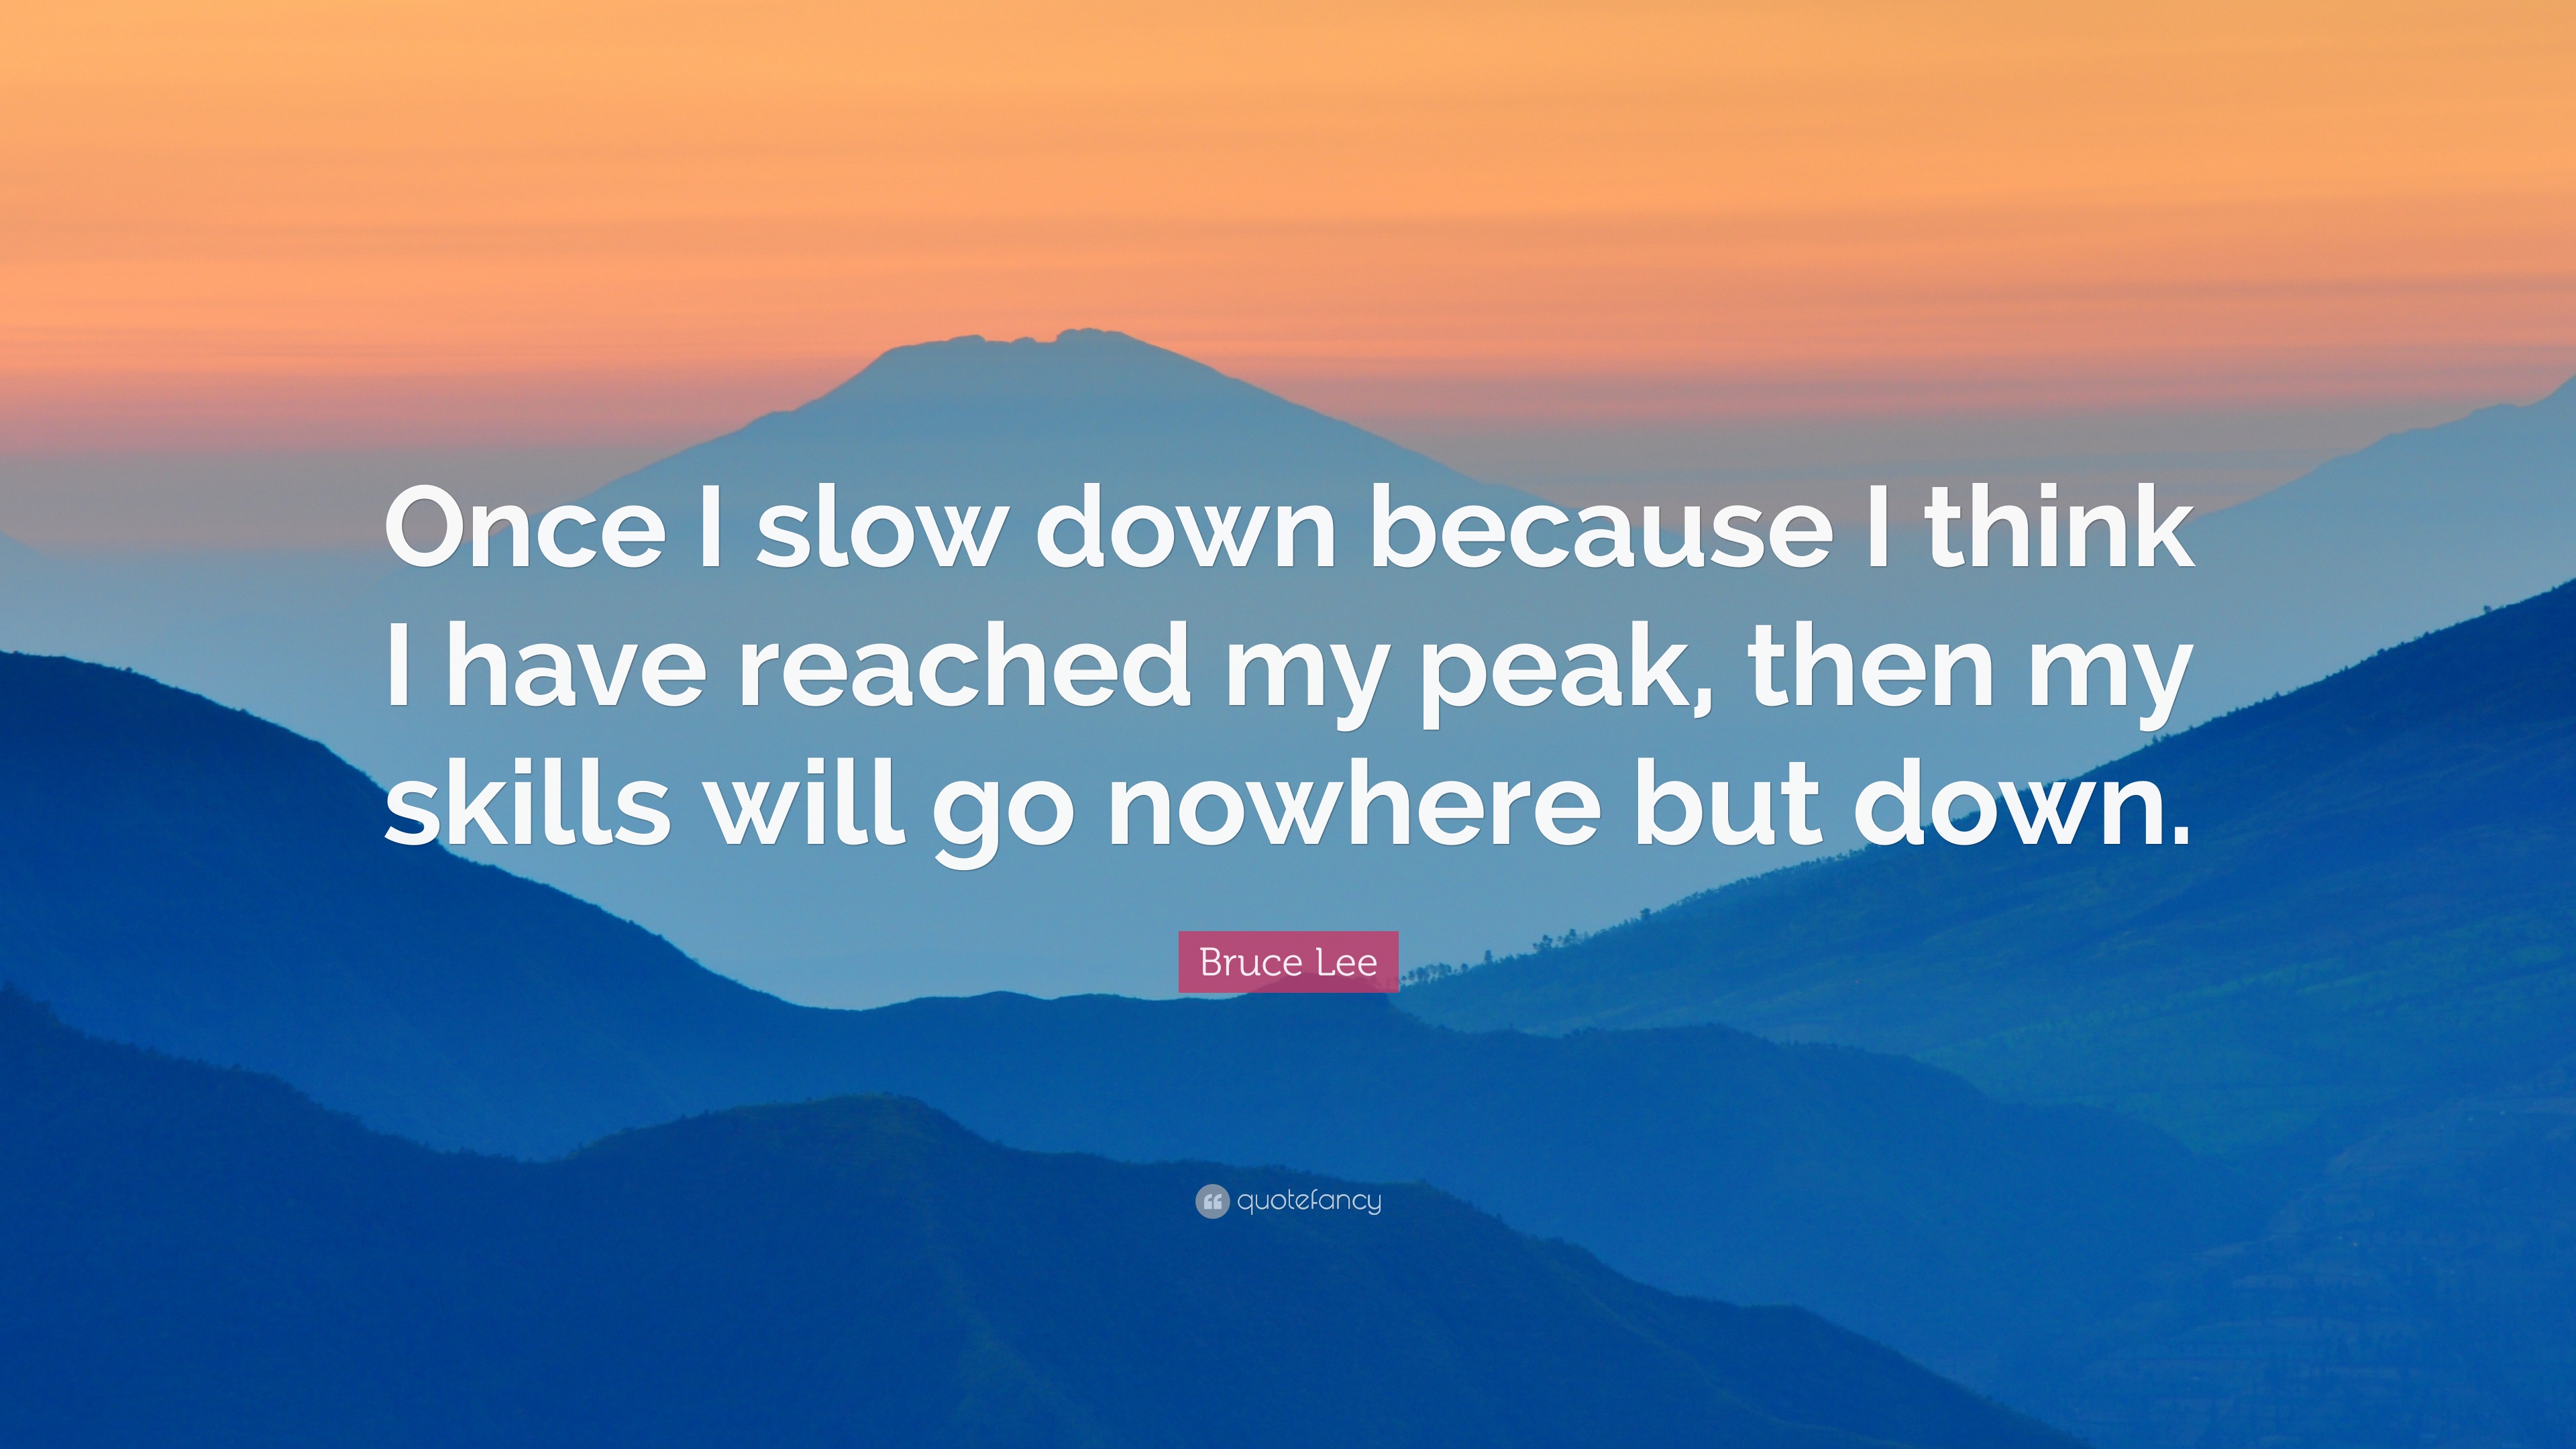 Once I slow down because I think
I have reached my peak, then my
skills will go nowhere but down.
Bruce Lee
quotefancy